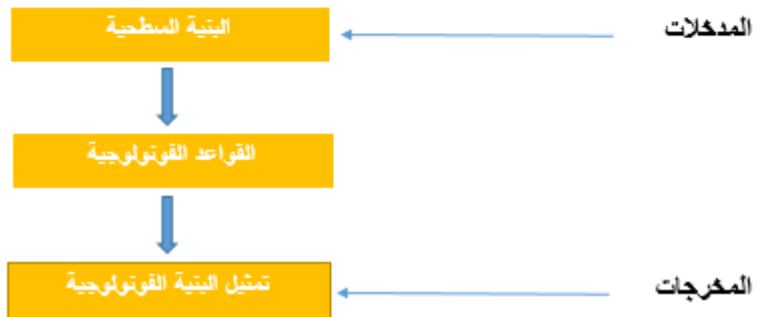 البنية السطحية
المدخلات
القواعد الفونولوجية
تمثيل البنية الفونولوجية
المخرجات